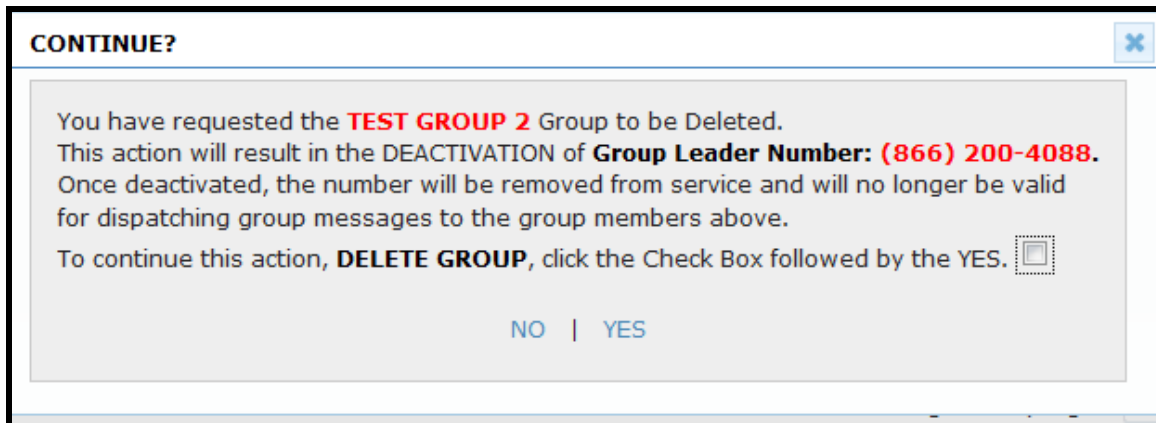 CONTINUE?
You have requested the TEST GROUP 2 Group to be Deleted.
This action will result in the DEACTIVATION of Group Leader Number: (866) 200-4088.
Once deactivated, the number will be removed from service and will no longer be valid
for dispatching group messages to the group members above.
To continue this action, DELETE GROUP, click the Check Box followed by the YES.
NO | YES